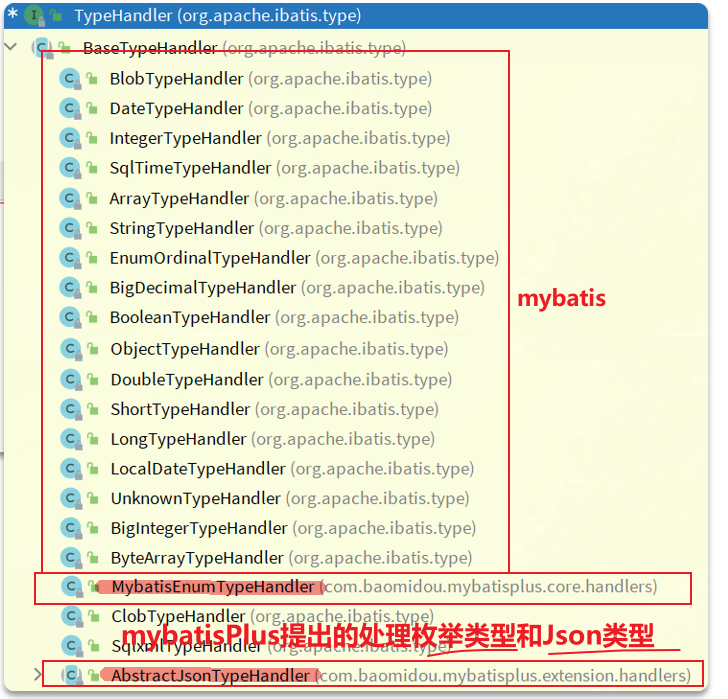 * I TypeHandler (org.apache.ibatis.type)
C BaseTypeHandler (org.apache.ibatis.type)
C BlobTypeHandler (org.apache.ibatis.type)
C DateTypeHandler (org.apache.ibatis.type)
C IntegerTypeHandler (org.apache.ibatis.type)
C SqlTimeTypeHandler (org.apache.ibatis.type)
C ArrayTypeHandler (org.apache.ibatis.type)
C StringTypeHandler (org.apache.ibatis.type)
C EnumOrdinalTypeHandler (org.apache.ibatis.type)
C BigDecimalTypeHandler (org.apache.ibatis.type)
mybatis
C BooleanTypeHandler (org.apache.ibatis.type)
C ObjectTypeHandler (org.apache.ibatis.type)
C DoubleTypeHandler (org.apache.ibatis.type)
C ShortTypeHandler (org.apache.ibatis.type)
C LongTypeHandler (org.apache.ibatis.type)
C LocalDateTypeHandler (org.apache.ibatis.type)
C UnknownTypeHandler (org.apache.ibatis.type)
C BigIntegerTypeHandler (org.apache.ibatis.type)
C ByteArrayTypeHandler (org.apache.ibatis.type)
C MybatisEnumTypeHandler (com.baomidou.mybatisplus.core.handlers)
C ClobTypeHandler (org.apache.ibatis.type)
mybatisPlus提出的处理枚举类型和Json类型
C SqlxmlTypeHandler (org.apache.ibatis.type)
C AbstractJsonTypeHandler (com.baomidou.mybatisplus.extension.handlers)